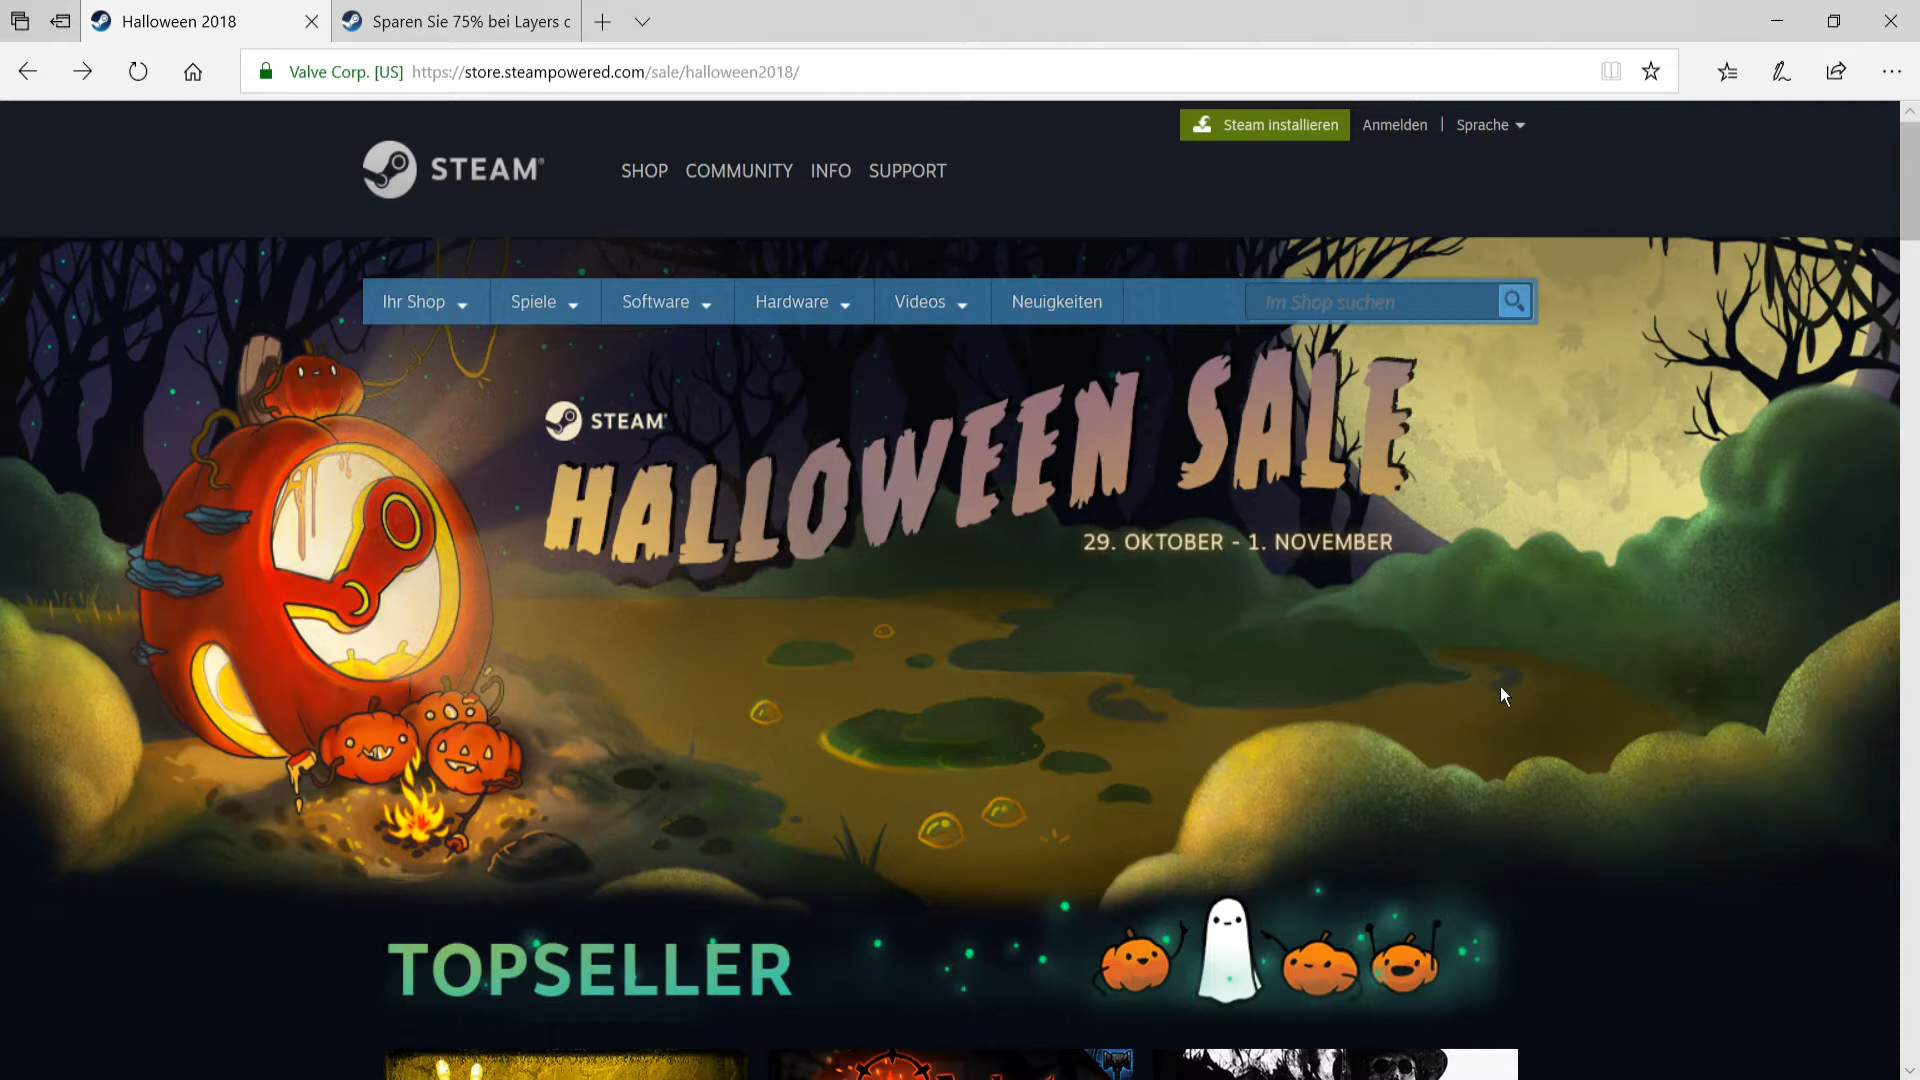 Halloween 2018
Sparen Sie 75% bei Layers o
Valve Corp. [US] https://store.steampowered.com/sale/halloween2018/
Steam installieren Anmelden | Sprache
STEAM® SHOP COMMUNITY INFO SUPPORT
Ihr Shop Spiele Software Hardware Videos Neuigkeiten Im Shop suchen
STEAM®
HALLOWEEN SALE
29. OKTOBER - 1. NOVEMBER
TOPSELLER